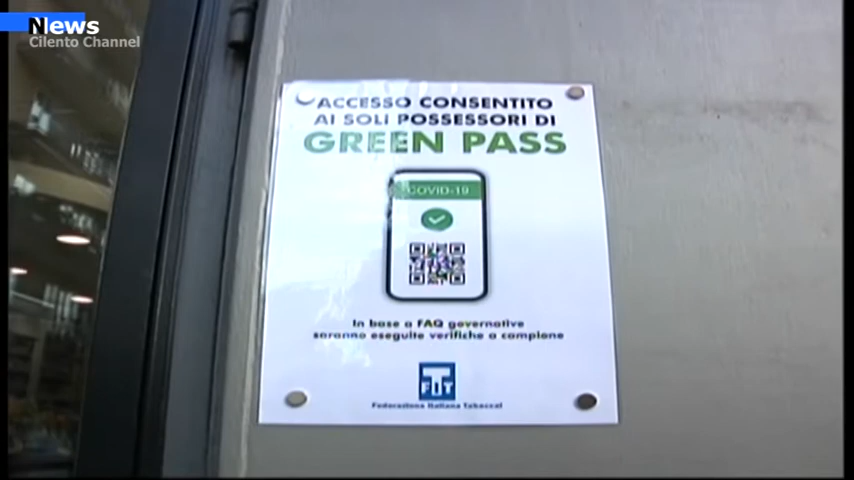 News
Cilento Channel
ACCESSO CONSENTITO
AI SOLI POSSESSORI DI
GREEN PASS
COVID-19
In base a FAQ governative
saranno eseguite verifiche a campione
FIT
Federazione Italiana Tabaccai